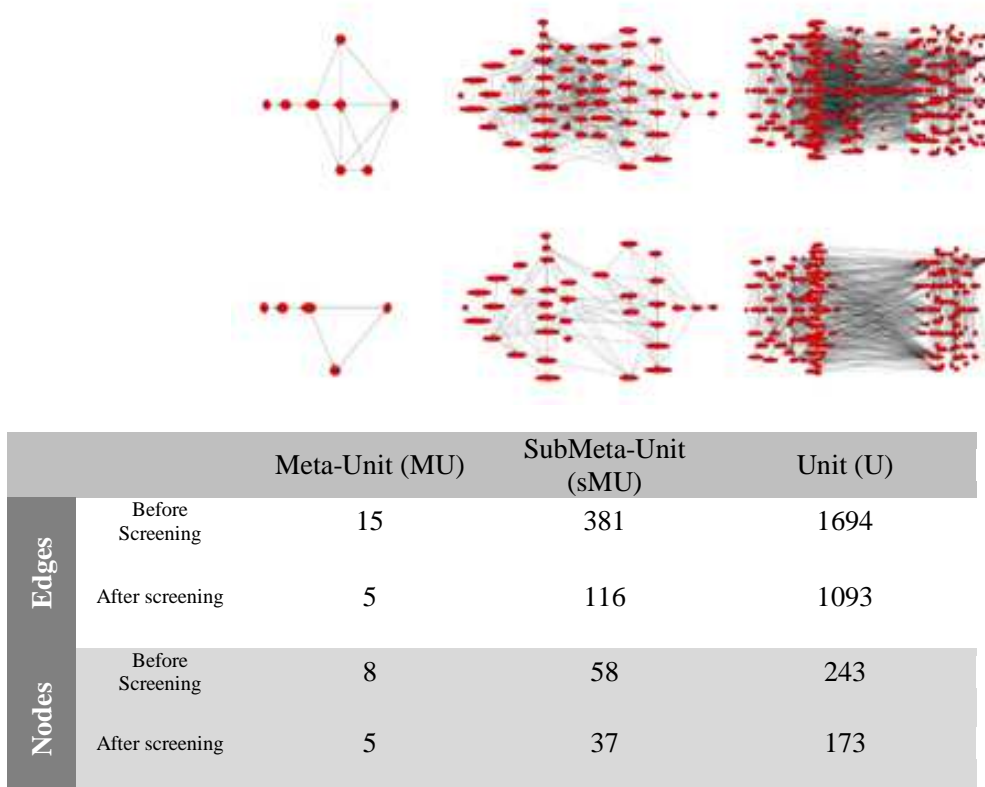 Meta-Unit (MU)
SubMeta-Unit
(sMU)
Unit (U)
Edges
Before
Screening
15
381
1694
After screening
5
116
1093
Nodes
Before
Screening
8
58
243
After screening
5
37
173